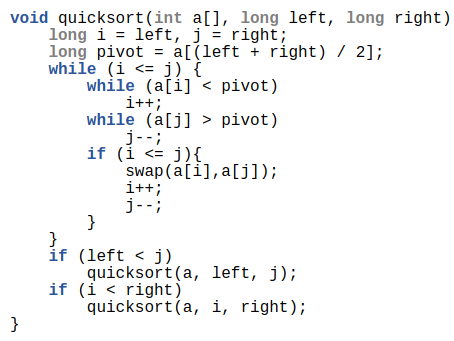 void quicksort(int a[], long left, long right)
    long i = left, j = right;
    long pivot = a[(left + right) / 2];
    while (i <= j) {
        while (a[i] < pivot)
            i++;
        while (a[j] > pivot)
            j--;
        if (i <= j){
            swap(a[i],a[j]);
            i++;
            j--;
        }
    }
    if (left < j)
        quicksort(a, left, j);
    if (i < right)
        quicksort(a, i, right);
}